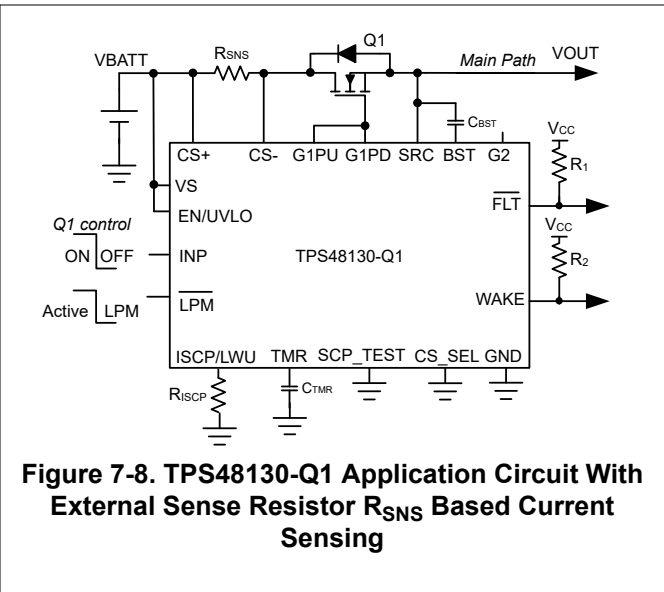 VBATT
RSNS
Q1
Main Path
VOUT
CBST
VCC
R1
CS+
CS-
G1PU
G1PD
SRC
BST
G2
VS
EN/UVLO
FLT
Q1 control
ON OFF
INP
TPS48130-Q1
VCC
R2
Active LPM
LPM
WAKE
ISCP/LWU
TMR
SCP_TEST
CS_SEL
GND
RISCP
CTMR
Figure 7-8. TPS48130-Q1 Application Circuit With
External Sense Resistor RSNS Based Current
Sensing